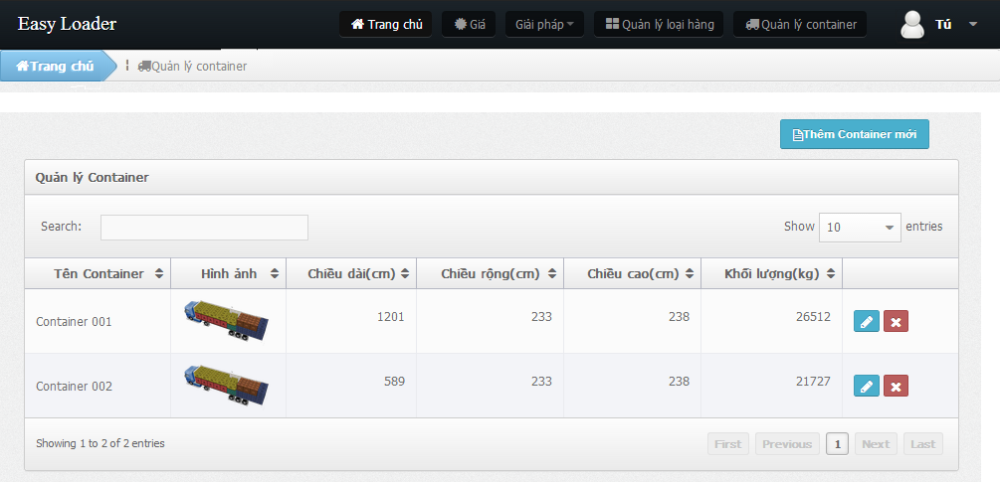 Easy Loader Trang chủ Giá Giải pháp Quản lý loại hàng Quản lý container Tú
Trang chủ Quản lý container
Thêm Container mới
Quản lý Container
Search: Show 10 entries
Tên Container Hình ảnh Chiều dài(cm) Chiều rộng(cm) Chiều cao(cm) Khối lượng(kg)
Container 001 1201 233 238 26512
Container 002 589 233 238 21727
Showing 1 to 2 of 2 entries First Previous 1 Next Last